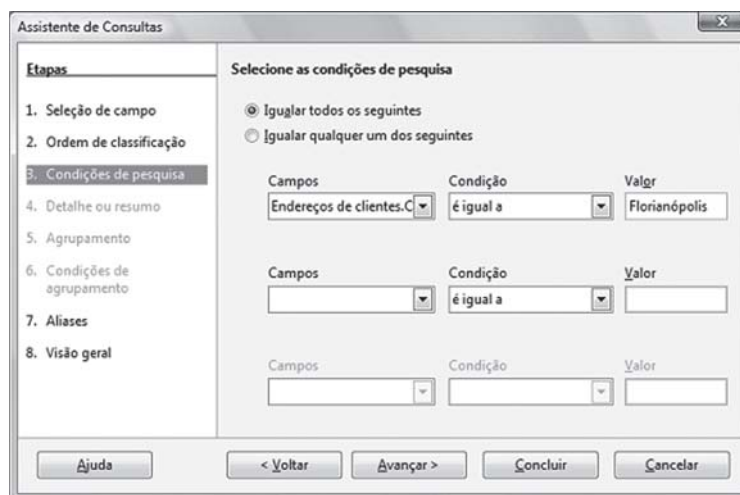 Assistente de Consultas
x
Etapas
1. Seleção de campo
2. Ordem de classificação
3. Condições de pesquisa
4. Detalhe ou resumo
5. Agrupamento
6. Condições de
agrupamento
7. Aliases
8. Visão geral
Selecione as condições de pesquisa
Igualar todos os seguintes
Igualar qualquer um dos seguintes
Campos Condição Valor
Endereços de clientes.C é igual a Florianópolis
Campos Condição Valor
é igual a
Campos Condição Valor
Ajuda < Voltar Avançar > Concluir Cancelar